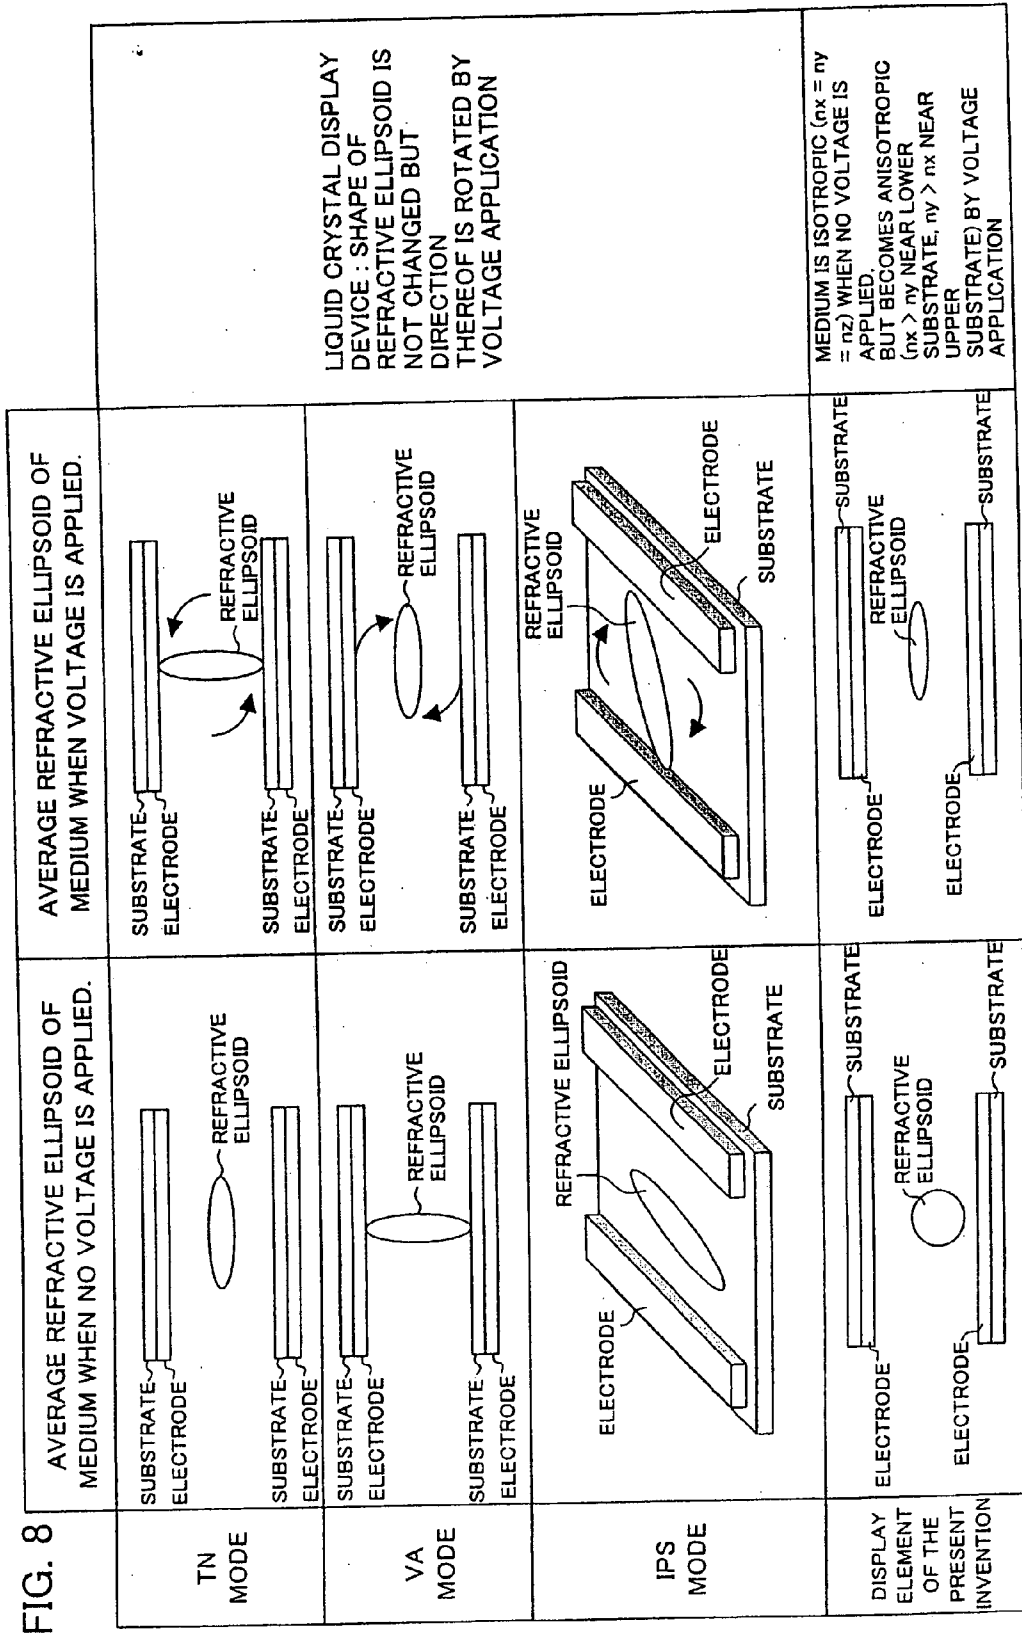 FIG. 8
AVERAGE REFRACTIVE ELLIPSOID OF
MEDIUM WHEN NO VOLTAGE IS APPLIED.
AVERAGE REFRACTIVE ELLIPSOID OF
MEDIUM WHEN VOLTAGE IS APPLIED.
TN
MODE
SUBSTRATE
ELECTRODE
REFRACTIVE
ELLIPSOID
SUBSTRATE
ELECTRODE
SUBSTRATE
ELECTRODE
REFRACTIVE
ELLIPSOID
SUBSTRATE
ELECTRODE
VA
MODE
SUBSTRATE
ELECTRODE
REFRACTIVE
ELLIPSOID
SUBSTRATE
ELECTRODE
SUBSTRATE
ELECTRODE
REFRACTIVE
ELLIPSOID
SUBSTRATE
ELECTRODE
IPS
MODE
REFRACTIVE ELLIPSOID
ELECTRODE
ELECTRODE
SUBSTRATE
REFRACTIVE
ELLIPSOID
ELECTRODE
ELECTRODE
SUBSTRATE
LIQUID CRYSTAL DISPLAY
DEVICE : SHAPE OF
REFRACTIVE ELLIPSOID IS
NOT CHANGED BUT
DIRECTION
THEREOF IS ROTATED BY
VOLTAGE APPLICATION
DISPLAY
ELEMENT
OF THE
PRESENT
INVENTION
SUBSTRATE
ELECTRODE
REFRACTIVE
ELLIPSOID
ELECTRODE
SUBSTRATE
SUBSTRATE
ELECTRODE
REFRACTIVE
ELLIPSOID
ELECTRODE
SUBSTRATE
MEDIUM IS ISOTROPIC (nx = ny
= nz) WHEN NO VOLTAGE IS
APPLIED,
BUT BECOMES ANISOTROPIC
(nx > ny NEAR LOWER
SUBSTRATE, ny > nx NEAR
UPPER
SUBSTRATE) BY VOLTAGE
APPLICATION